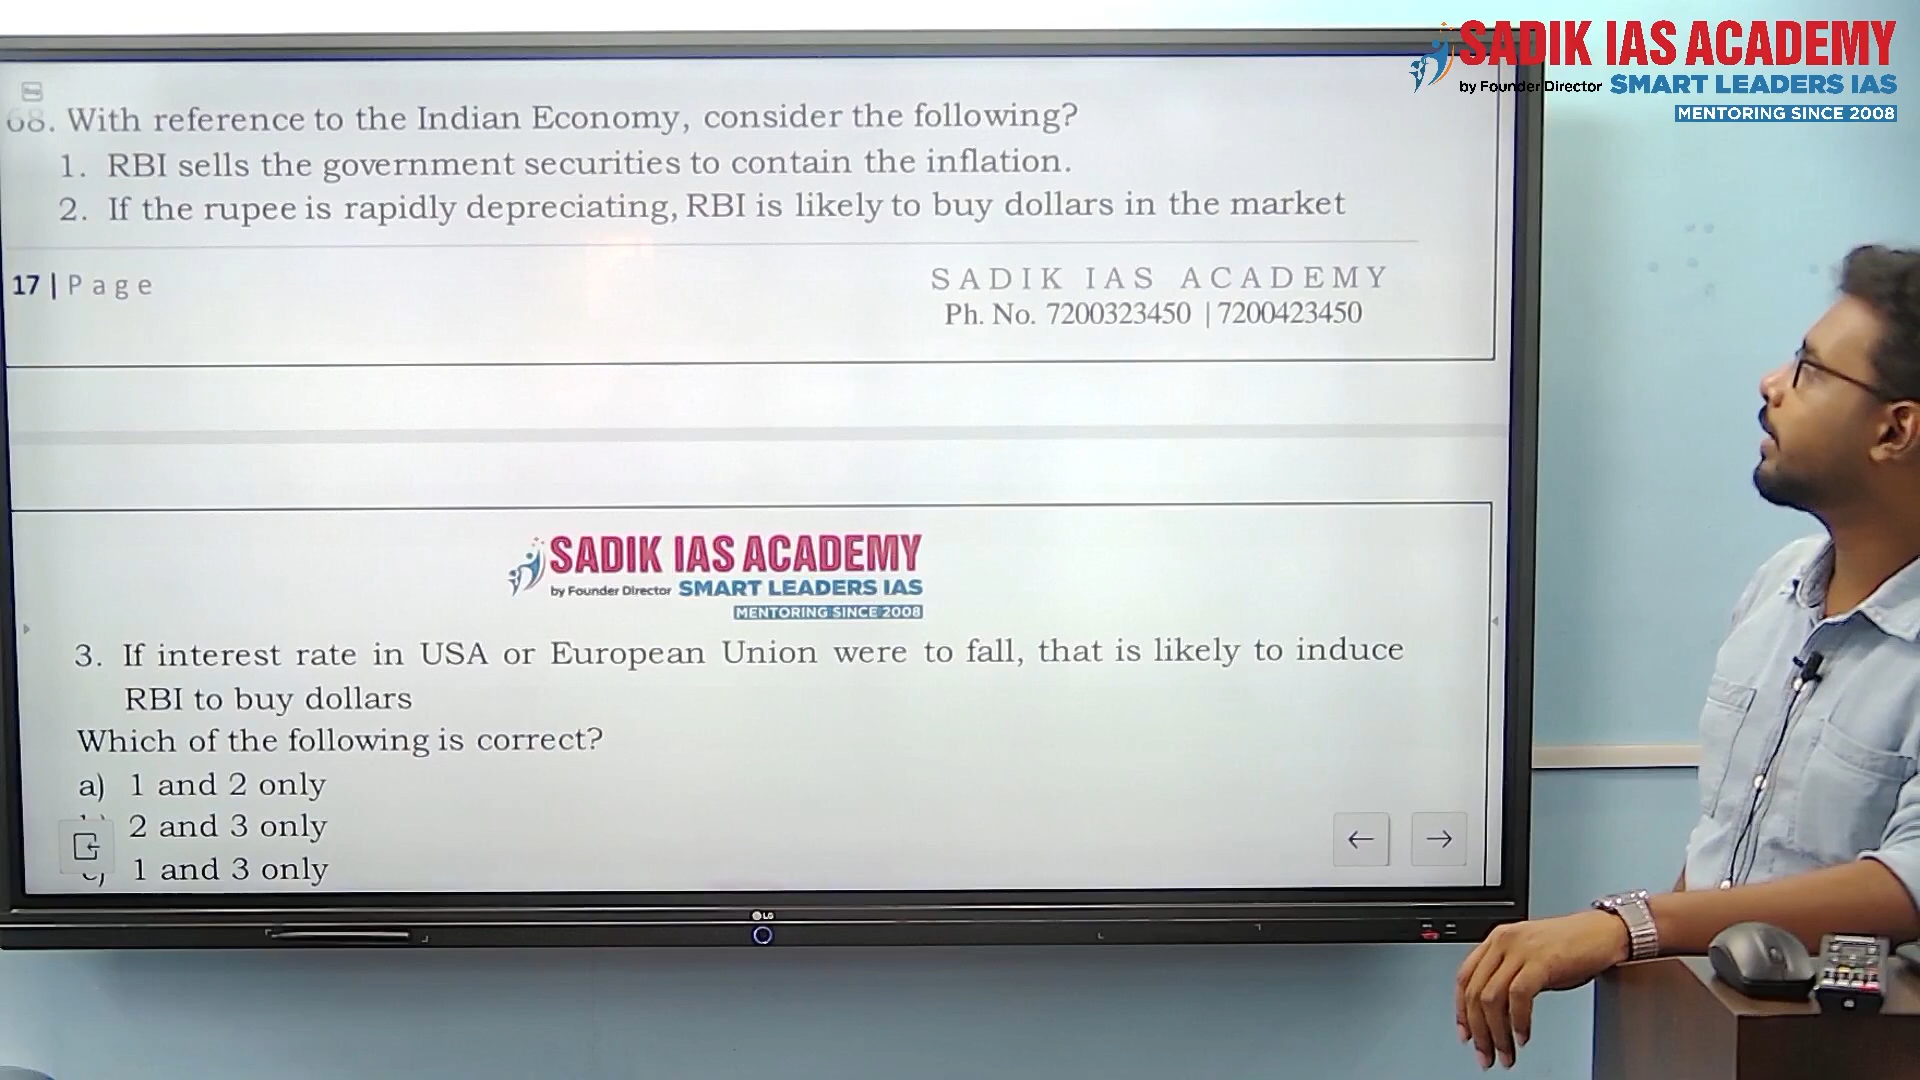 SADIK IAS ACADEMY
by Founder Director SMART LEADERS IAS
MENTORING SINCE 2008
68. With reference to the Indian Economy, consider the following?
1. RBI sells the government securities to contain the inflation.
2. If the rupee is rapidly depreciating, RBI is likely to buy dollars in the market
17 | Page
SADIK IAS ACADEMY
Ph. No. 7200323450 | 7200423450
SADIK IAS ACADEMY
by Founder Director SMART LEADERS IAS
MENTORING SINCE 2008
3. If interest rate in USA or European Union were to fall, that is likely to induce
RBI to buy dollars
Which of the following is correct?
a) 1 and 2 only
2 and 3 only
1 and 3 only
LG